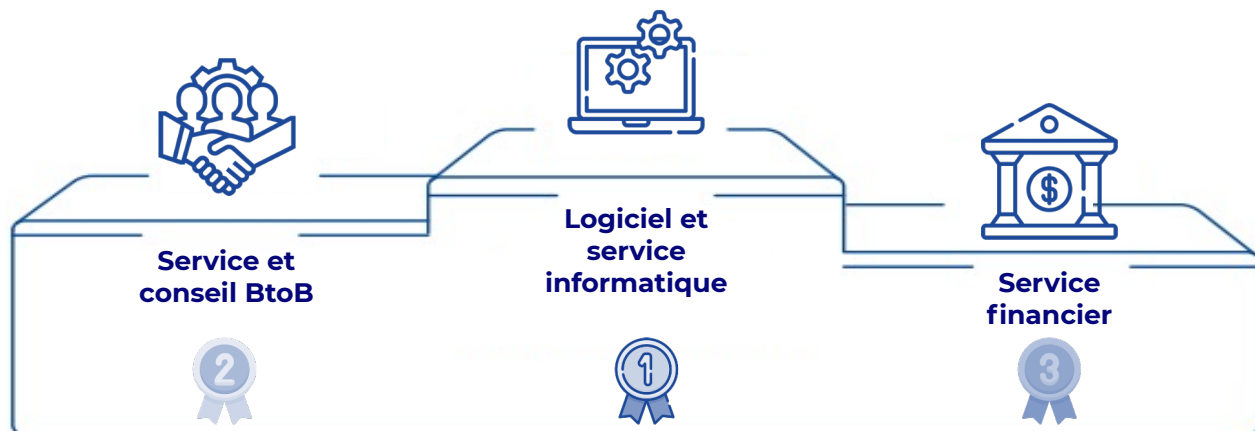 Service et
conseil BtoB
2
Logiciel et
service
informatique
1
$
Service
financier
3